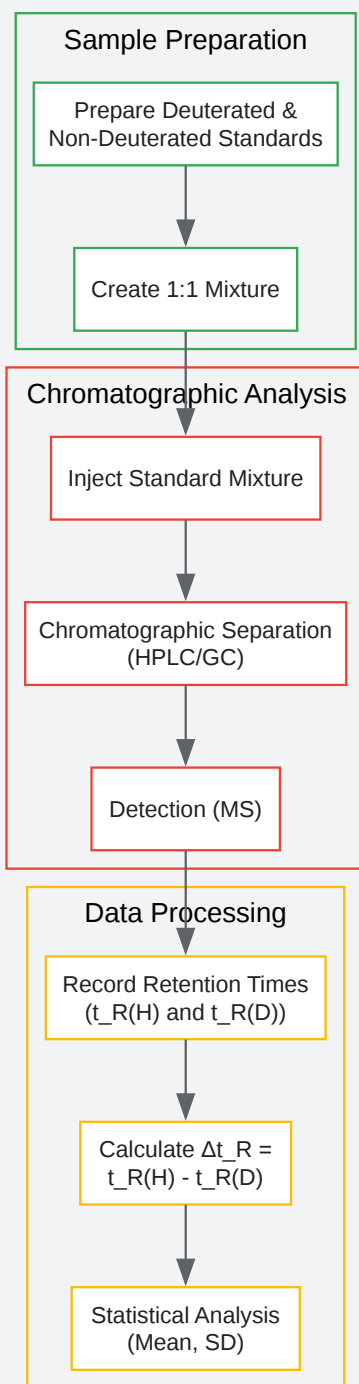 Sample Preparation
Prepare Deuterated &
Non-Deuterated Standards
Create 1:1 Mixture
Chromatographic Analysis
Inject Standard Mixture
Chromatographic Separation
(HPLC/GC)
Detection (MS)
Data Processing
Record Retention Times
(t_R(H) and t_R(D))
Calculate Δt_R =
t_R(H) - t_R(D)
Statistical Analysis
(Mean, SD)